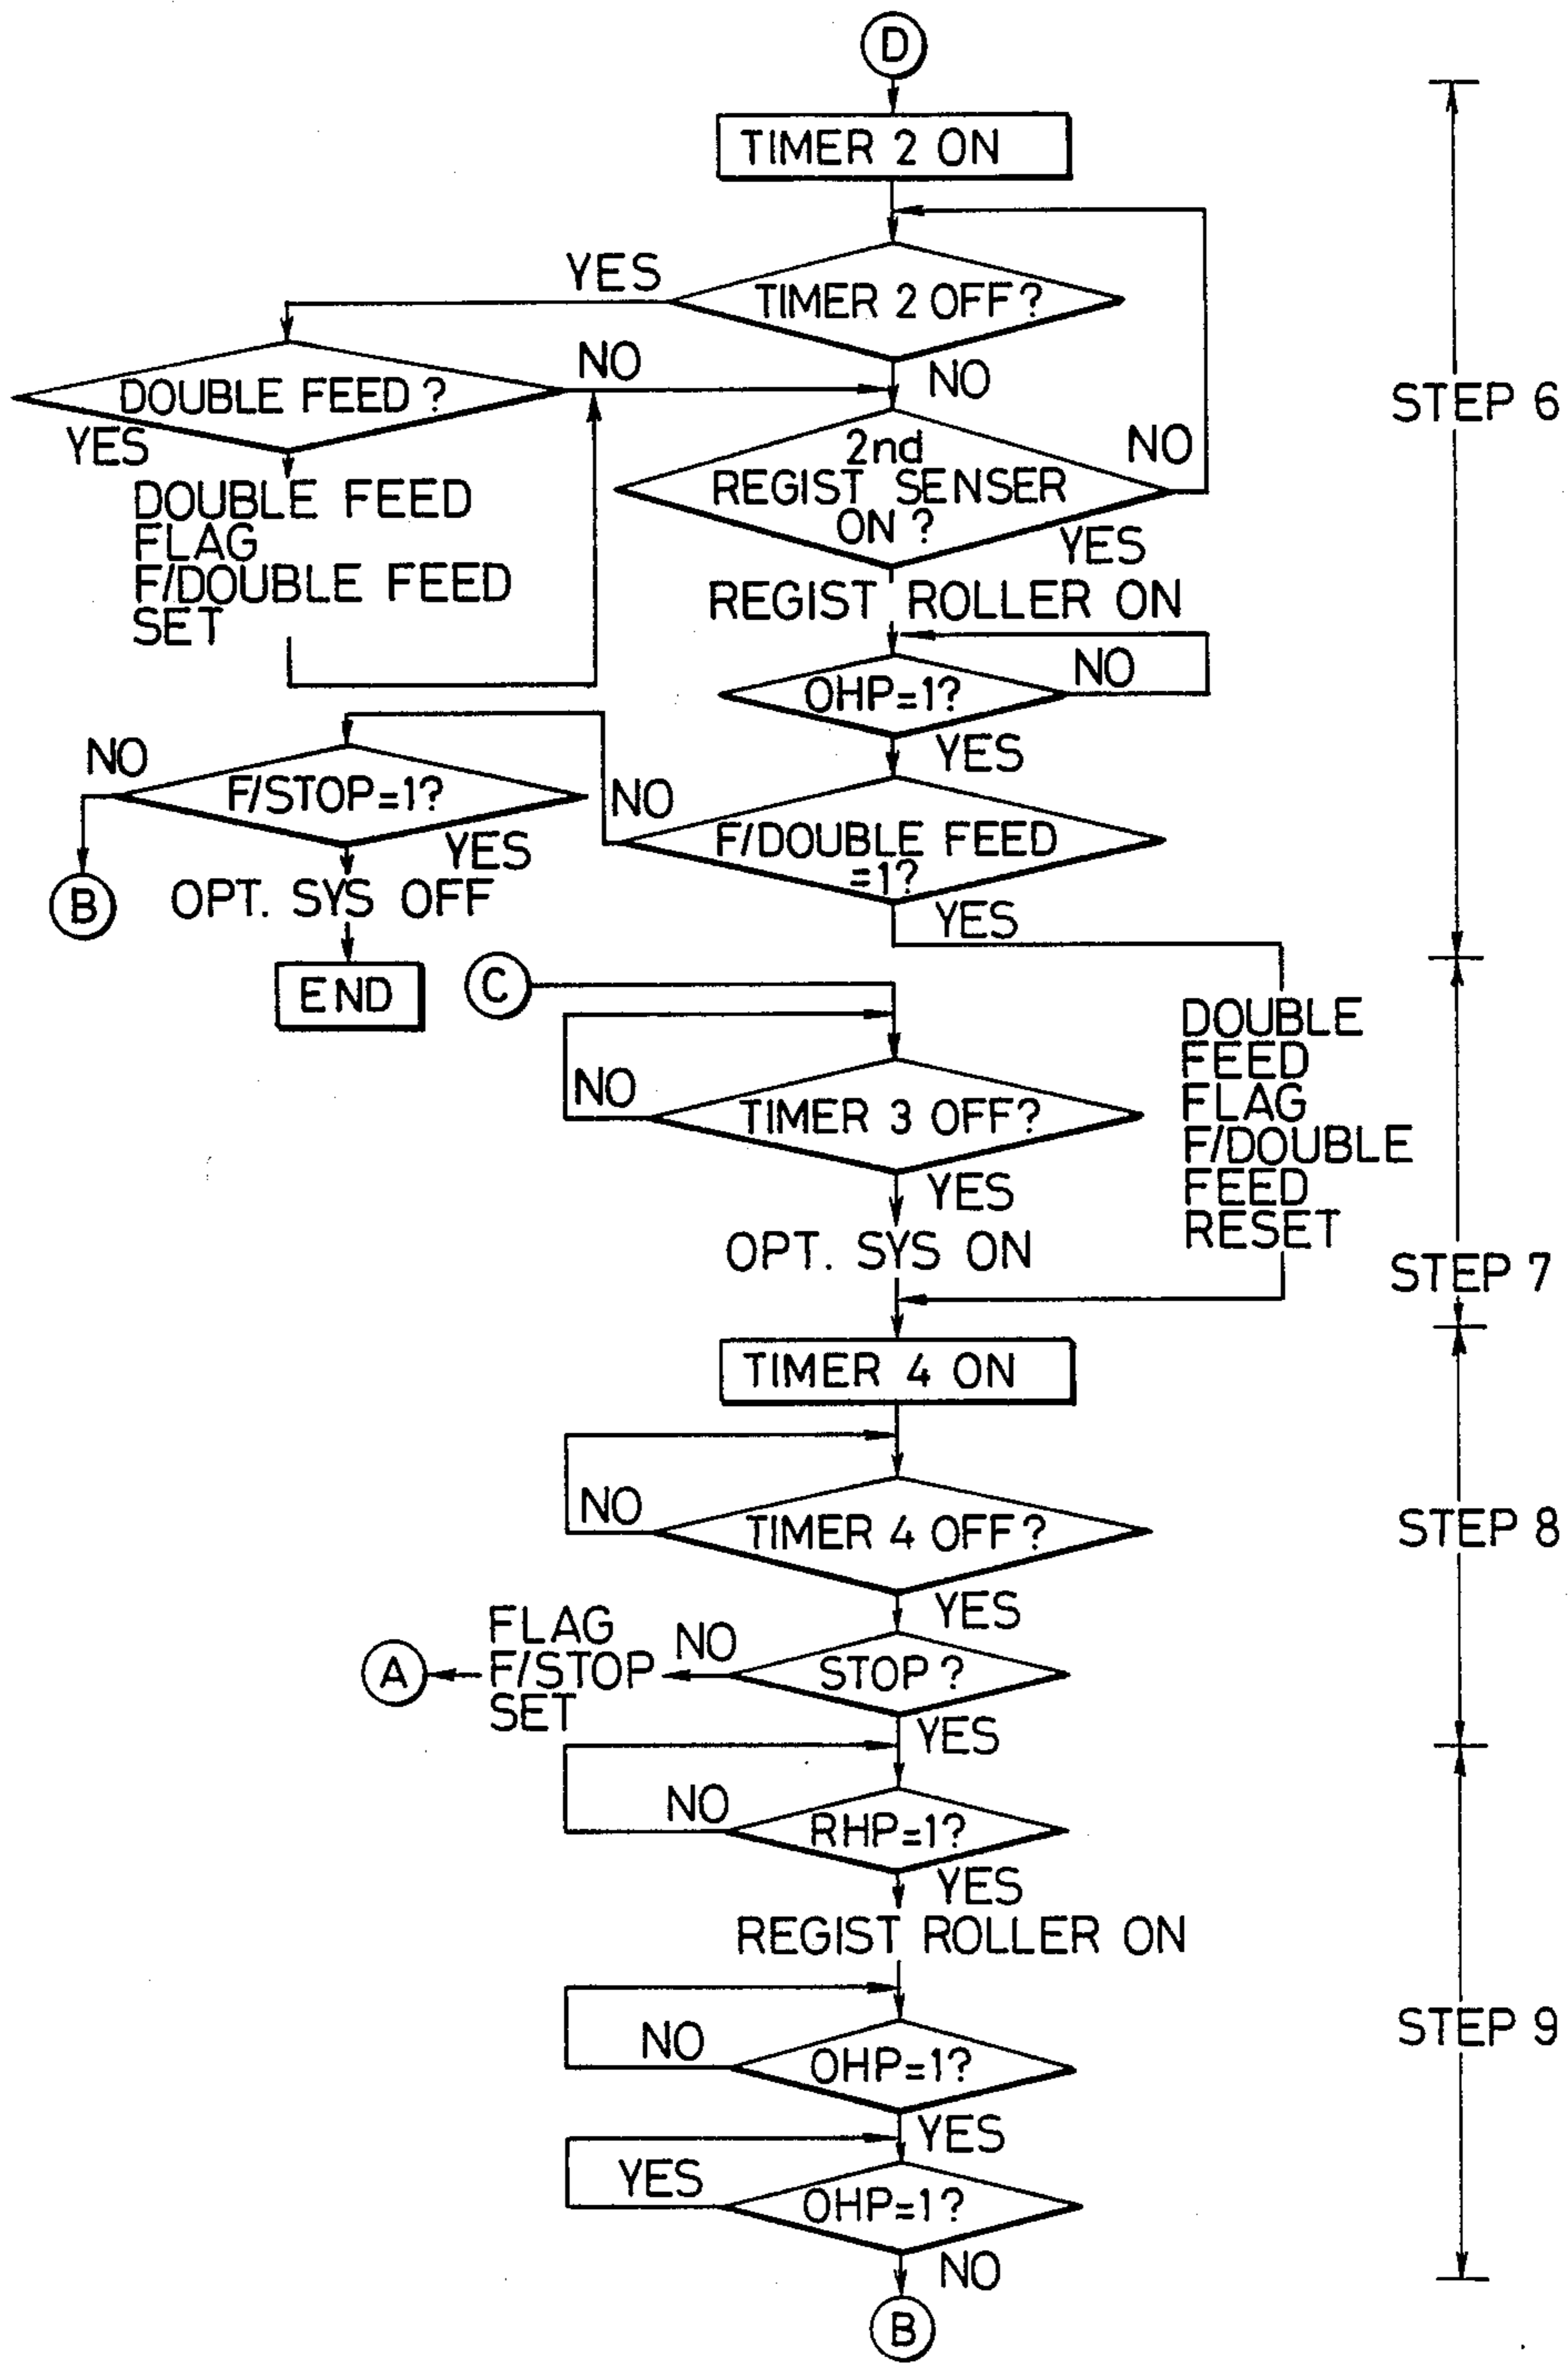 D
TIMER 2 ON
YES
TIMER 2 OFF?
NO
DOUBLE FEED?
NO
YES
2nd
REGIST SENSER
ON?
NO
YES
STEP 6
DOUBLE FEED
FLAG
F/DOUBLE FEED
SET
REGIST ROLLER ON
OHP=1?
NO
YES
NO
F/STOP=1?
YES
NO
F/DOUBLE FEED
=1?
YES
B
OPT. SYS OFF
END
C
DOUBLE
FEED
FLAG
F/DOUBLE
FEED
RESET
NO
TIMER 3 OFF?
YES
OPT. SYS ON
STEP 7
TIMER 4 ON
NO
TIMER 4 OFF?
YES
STEP 8
A
FLAG
F/STOP
SET
NO
STOP?
YES
NO
RHP=1?
YES
REGIST ROLLER ON
NO
OHP=1?
YES
STEP 9
YES
OHP=1?
NO
B